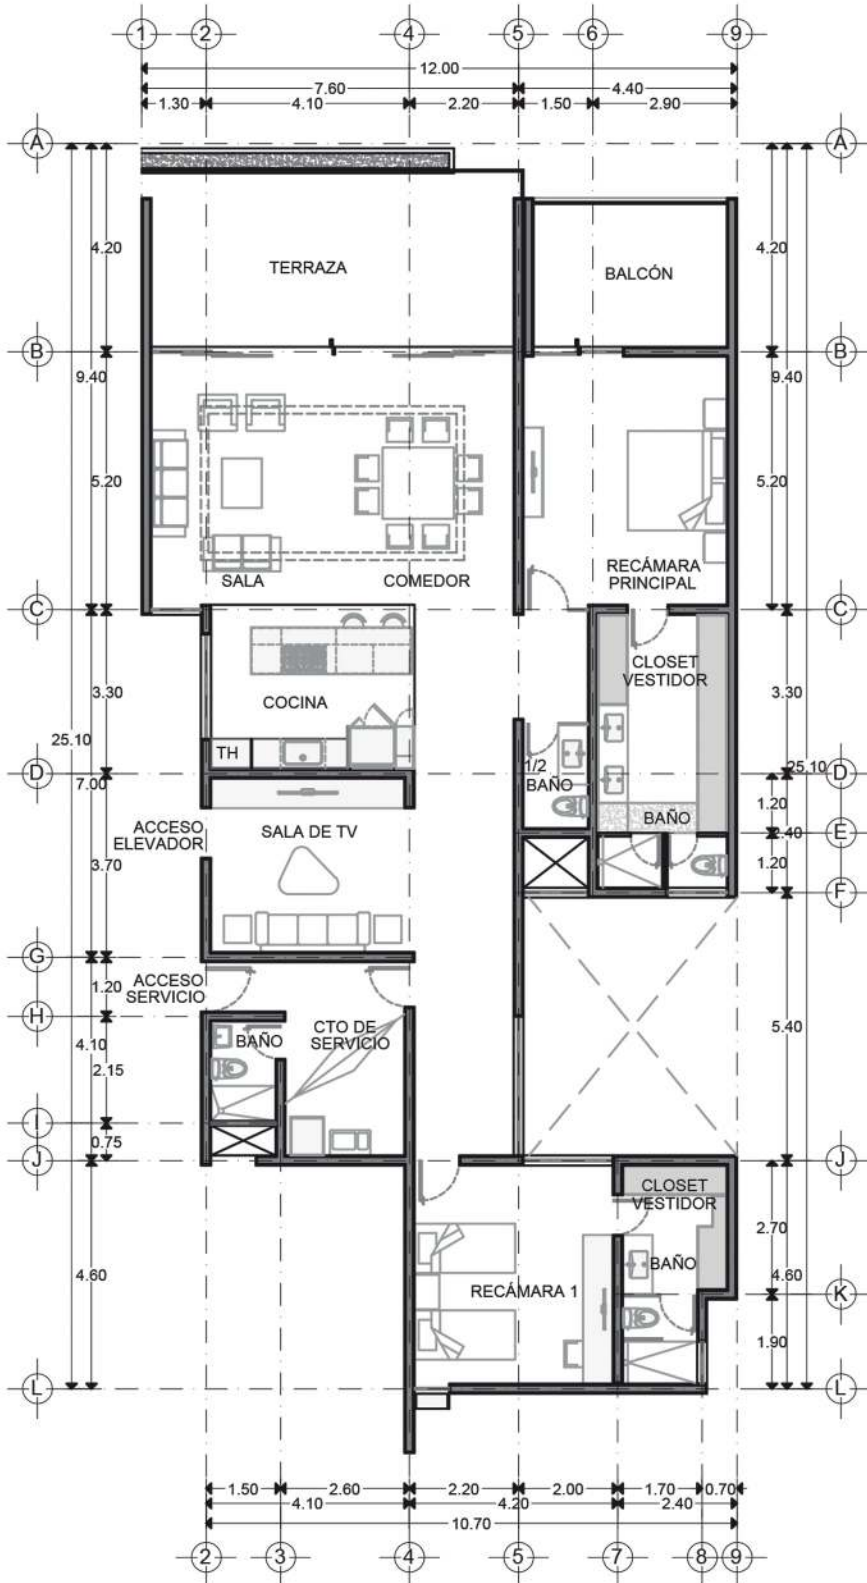 1 2 4 5 6 9
12.00
7.60 4.40
1.30 4.10 2.20 1.50 2.90
A A
4.20 4.20
TERRAZA BALCÓN
B B
9.40 9.40
5.20 5.20
SALA COMEDOR
RECÁMARA
PRINCIPAL
C C
CLOSET
VESTIDOR
3.30 3.30
COCINA
25.10 25.10
TH
D D
7.00
1/2
BAÑO
1.20
ACCESO
ELEVADOR
SALA DE TV
BAÑO
E
2.40
3.70
1.20
F
G
ACCESO
SERVICIO
1.20
H
CTO DE
SERVICIO
BAÑO
4.10
2.15
5.40
I
0.75
J J
CLOSET
VESTIDOR
2.70
4.60 4.60
BAÑO
RECÁMARA 1
K
1.90
L L
1.50 2.60 2.20 2.00 1.70 0.70
4.10 4.20 2.40
10.70
2 3 4 5 7 8 9